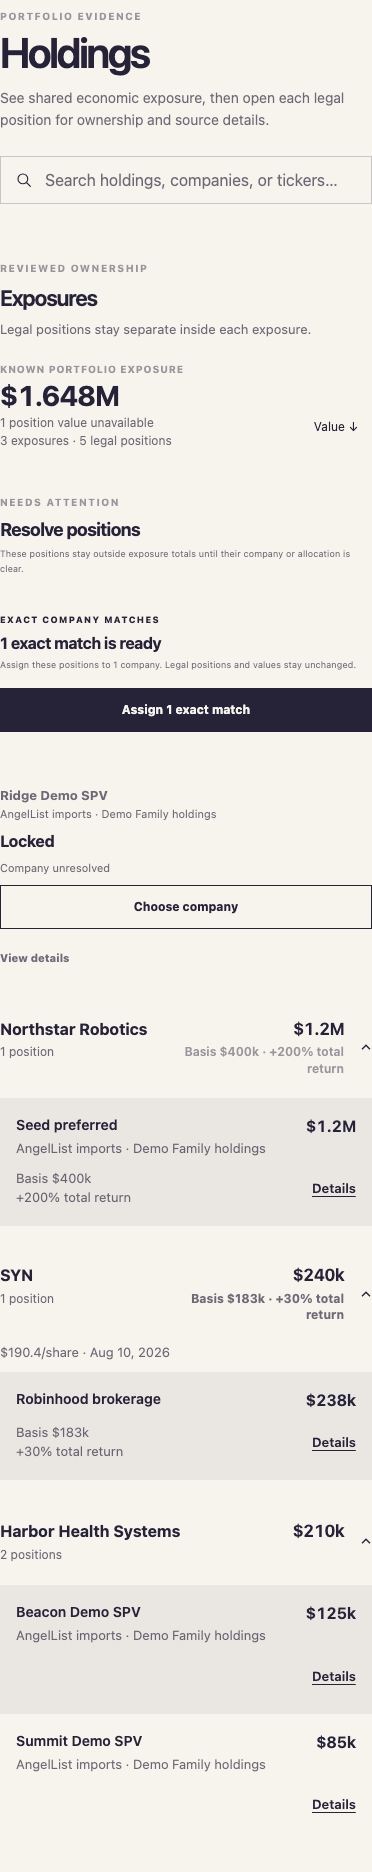 PORTFOLIO EVIDENCE
Holdings
See shared economic exposure, then open each legal
position for ownership and source details.
Search holdings, companies, or tickers...
REVIEWED OWNERSHIP
Exposures
Legal positions stay separate inside each exposure.
KNOWN PORTFOLIO EXPOSURE
$1.648M
1 position value unavailable
3 exposures · 5 legal positions
Value ↓
NEEDS ATTENTION
Resolve positions
These positions stay outside exposure totals until their company or allocation is
clear.
EXACT COMPANY MATCHES
1 exact match is ready
Assign these positions to 1 company. Legal positions and values stay unchanged.
Assign 1 exact match
Ridge Demo SPV
AngelList imports · Demo Family holdings
Locked
Company unresolved
Choose company
View details
Northstar Robotics
$1.2M
1 position
Basis $400k · +200% total
return
Seed preferred
$1.2M
AngelList imports · Demo Family holdings
Basis $400k
+200% total return
Details
SYN
$240k
1 position
Basis $183k · +30% total
return
$190.4/share · Aug 10, 2026
Robinhood brokerage
$238k
Basis $183k
+30% total return
Details
Harbor Health Systems
$210k
2 positions
Beacon Demo SPV
$125k
AngelList imports · Demo Family holdings
Details
Summit Demo SPV
$85k
AngelList imports · Demo Family holdings
Details